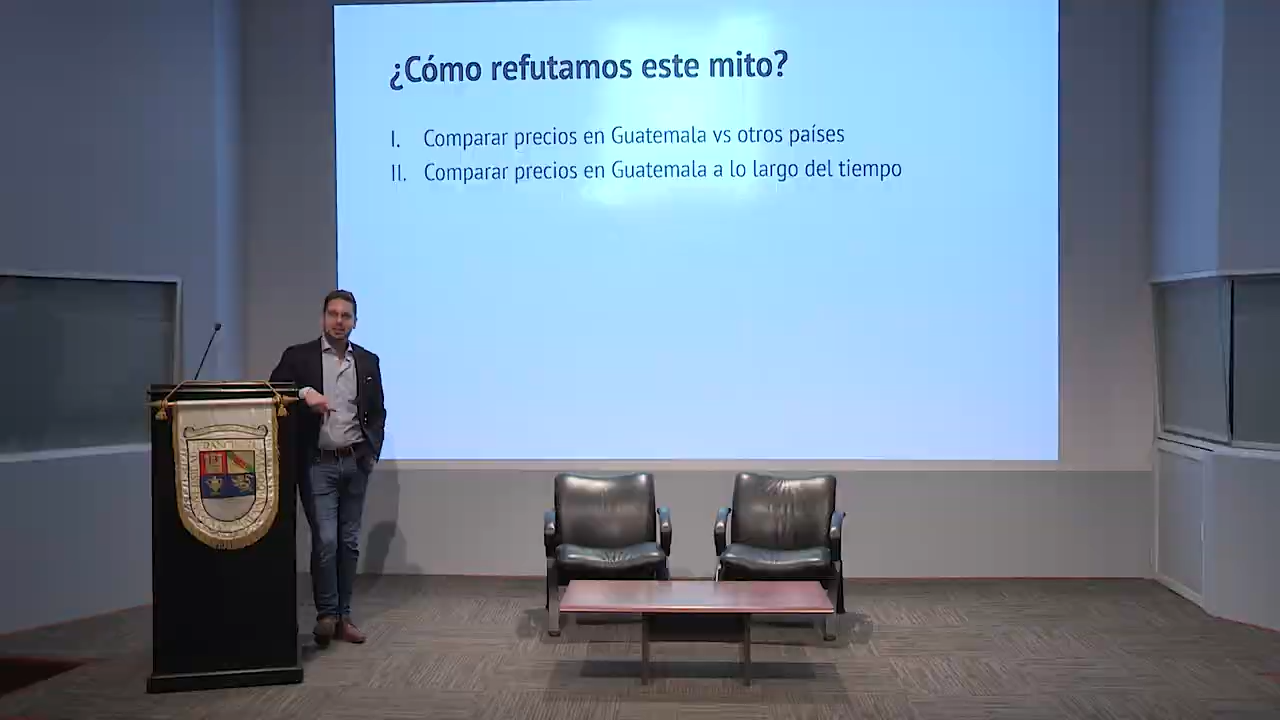 ¿Cómo refutamos este mito?
I. Comparar precios en Guatemala vs otros países
II. Comparar precios en Guatemala a lo largo del tiempo